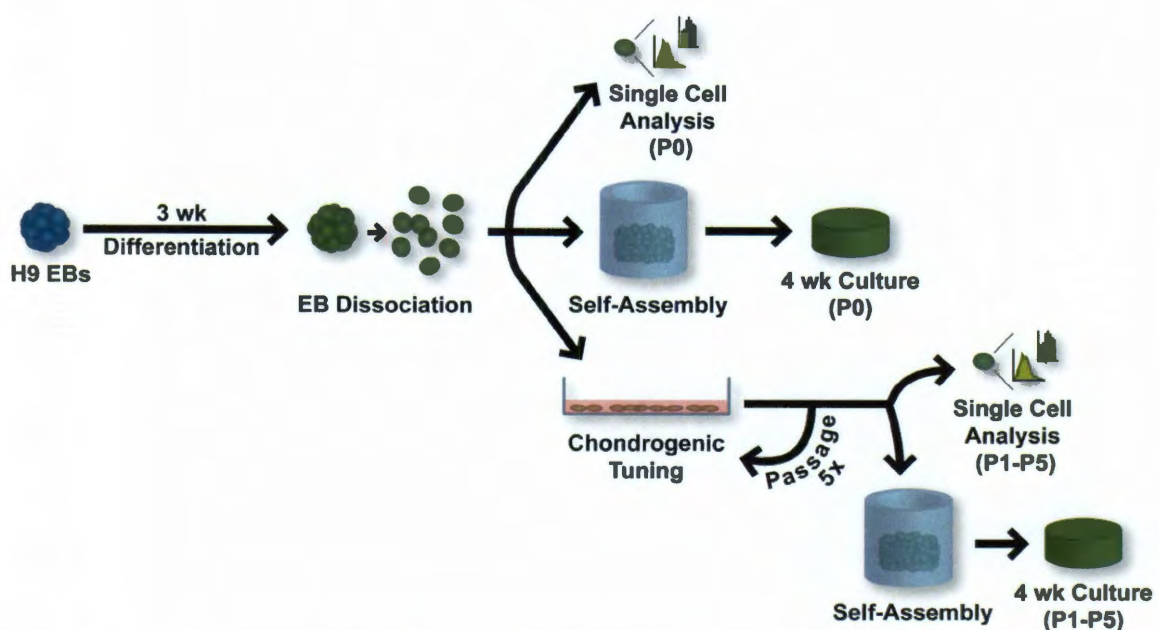 Single Cell
Analysis
(P0)
3 wk
Differentiation
H9 EBs
EB Dissociation
Self-Assembly
4 wk Culture
(P0)
Chondrogenic
Tuning
Passage
5x
Single Cell
Analysis
(P1-P5)
Self-Assembly
4 wk Culture
(P1-P5)